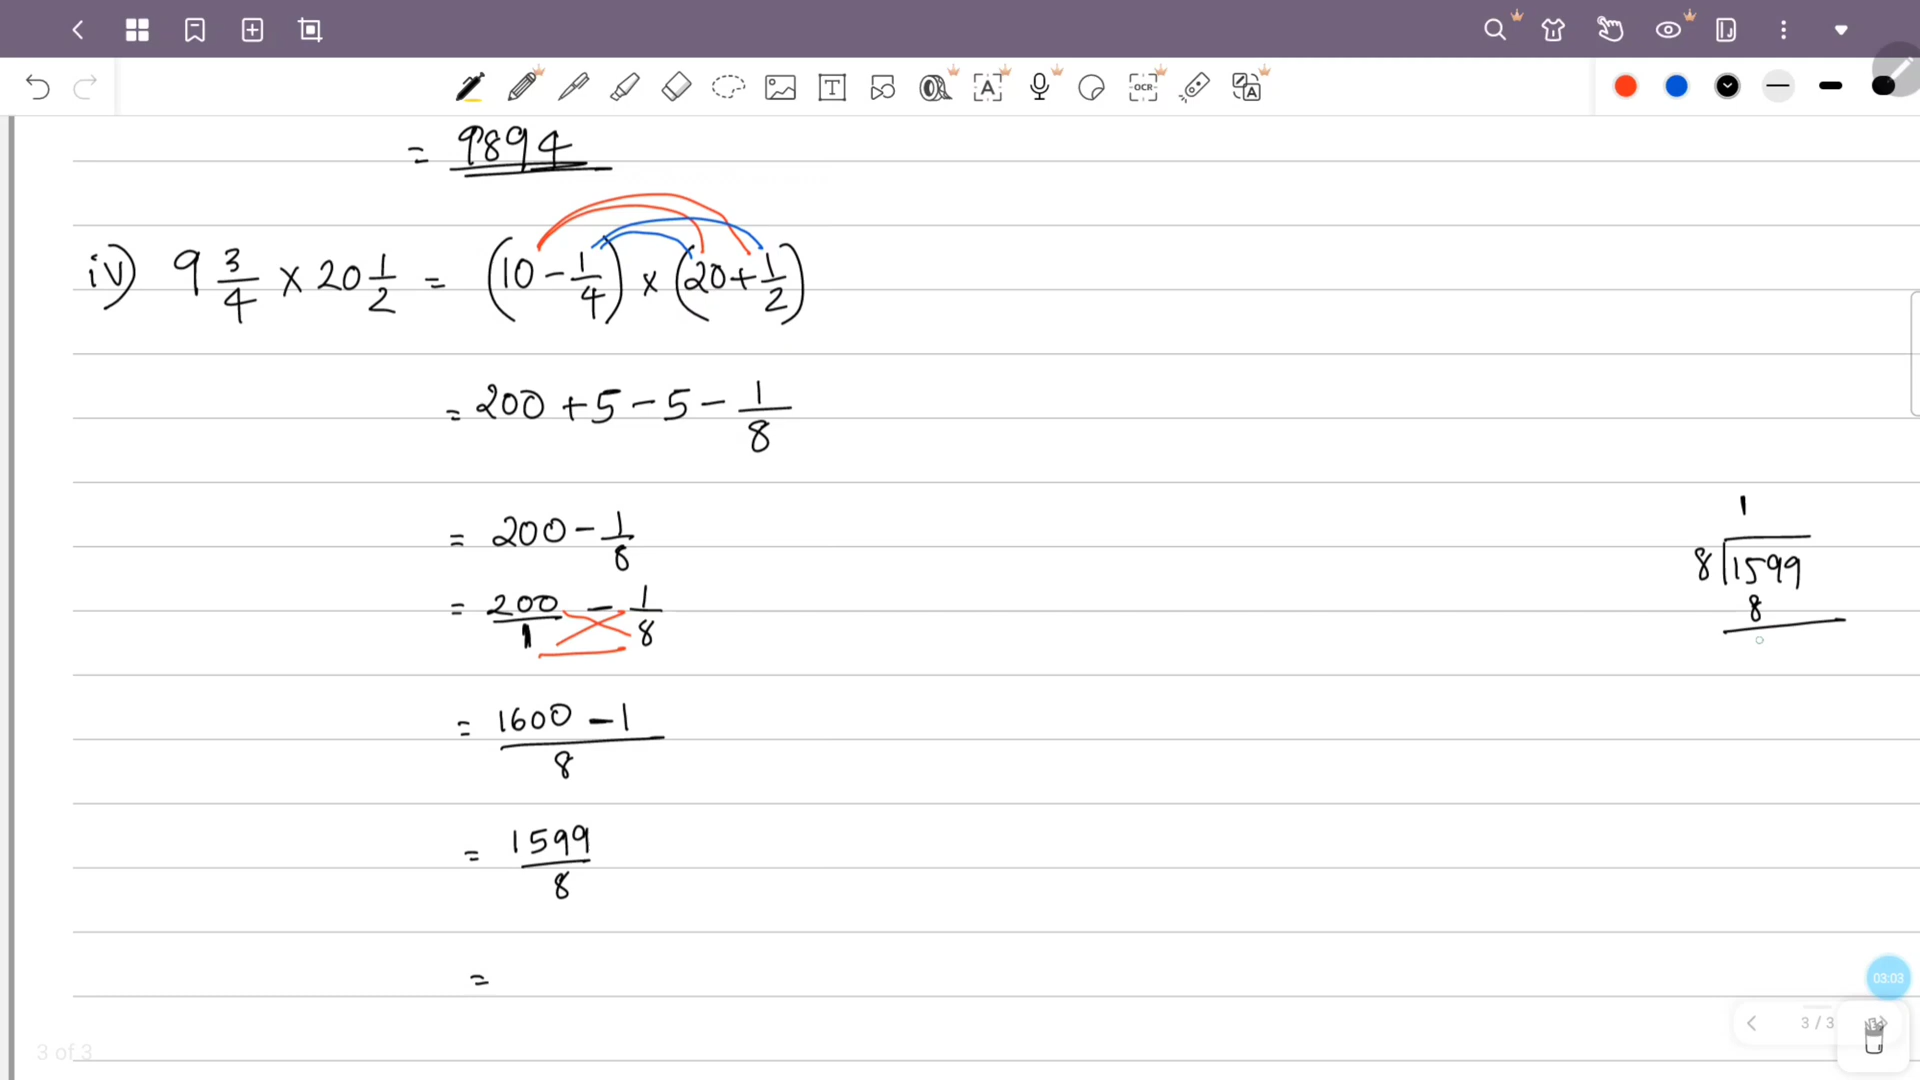 = 9894
iv) 9 3/4 x 20 1/2 = (10 - 1/4) x (20 + 1/2)
= 200 + 5 - 5 - 1/8
= 200 - 1/8
= 200/1 - 1/8
= 1600 - 1 / 8
= 1599/8
=
1
8 1599
8
03:03
3 / 3
3 of 3
A
T
OCR
A